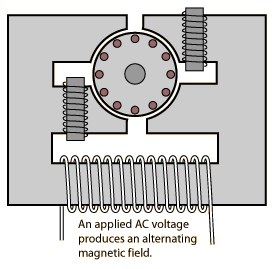 An applied AC voltage
produces an alternating
magnetic field.